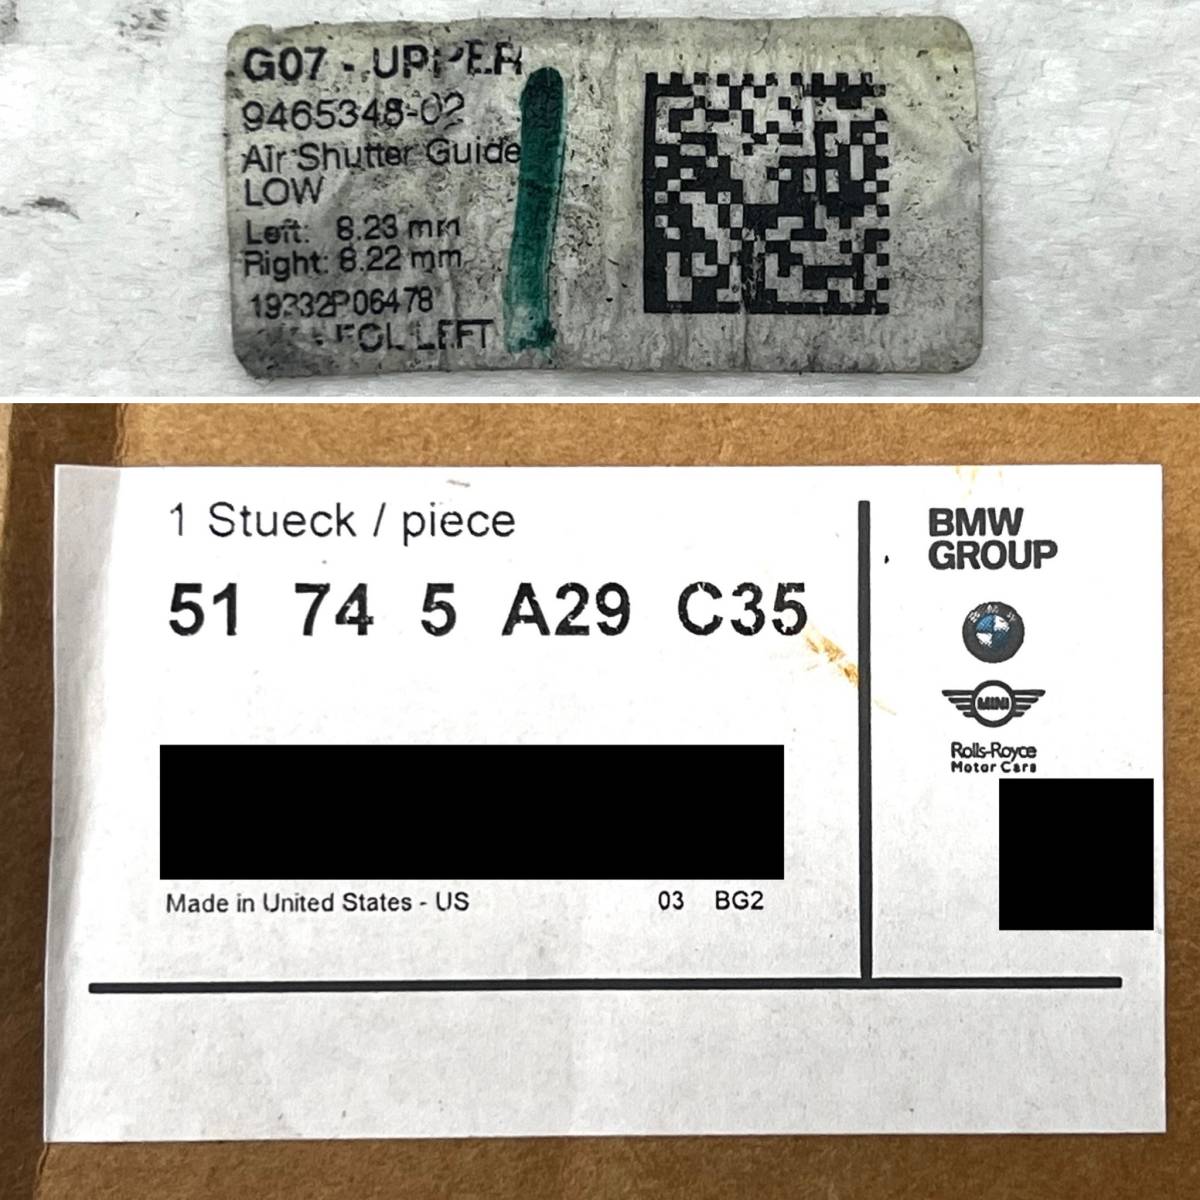 G07 - UPPER
9465348-02
Air Shutter Guide
LOW
Left: 8.23 mm
Right: 8.22 mm
19332P06478
LEFT
1 Stueck / piece
51 74 5 A29 C35
Made in United States - US 03 BG2
BMW
GROUP
MINI
Rolls-Royce
Motor Cars